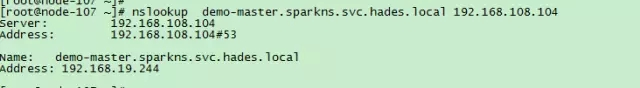 [root@node-107 ~]#
[root@node-107 ~]# nslookup  demo-master.sparkns.svc.hades.local 192.168.108.104
Server:         192.168.108.104
Address:        192.168.108.104#53

Name:   demo-master.sparkns.svc.hades.local
Address: 192.168.19.244